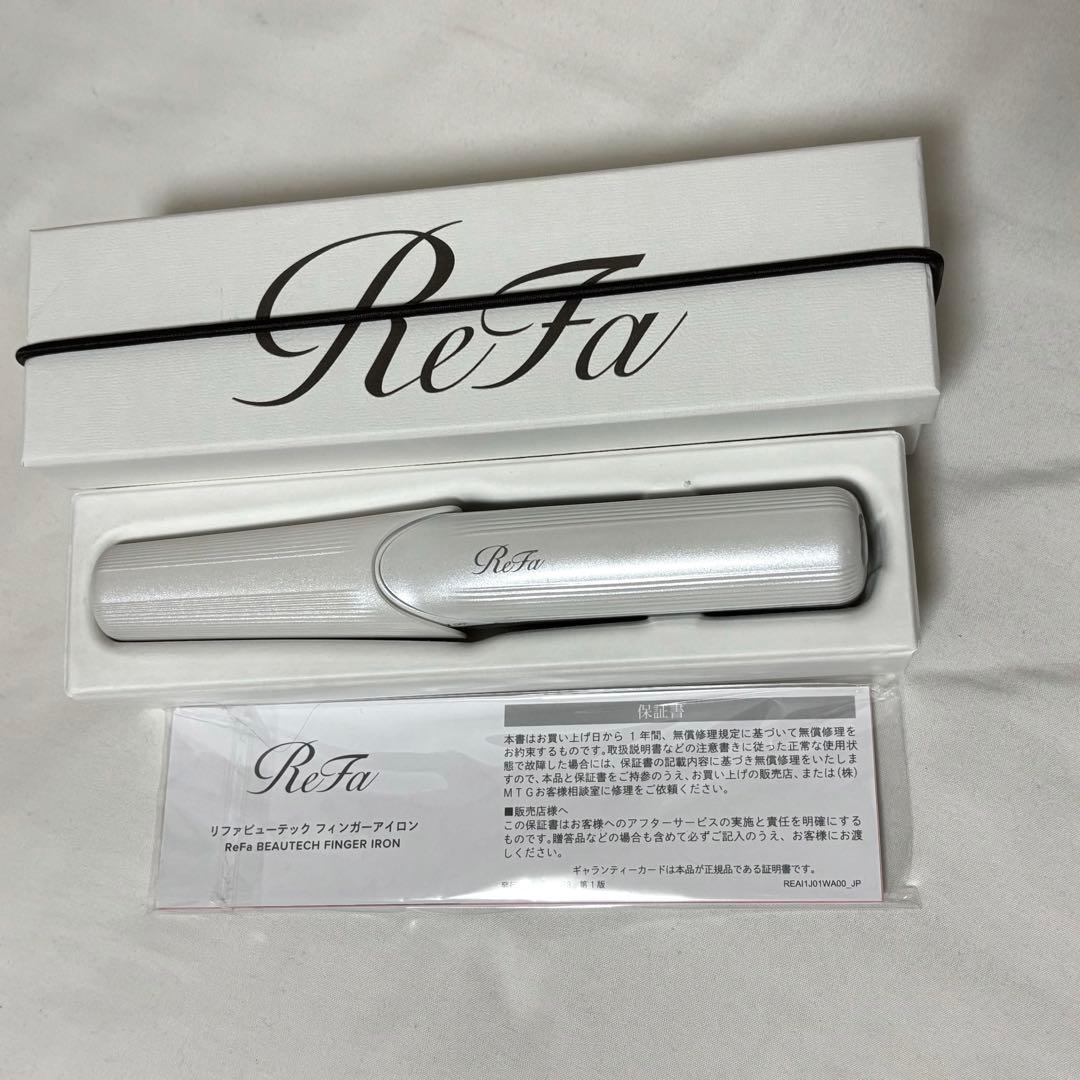 ReFa
ReFa
ReFa
リファビューテック フィンガーアイロン
ReFa BEAUTECH FINGER IRON
保証書
本書はお買い上げ日から 1 年間、無償修理規定に基づいて無償修理を
お約束するものです。取扱説明書などの注意書きに従った正常な使用状
態で故障した場合には、保証書の記載内容に基づき無償修理をいたしま
すので、本品と保証書をご持参のうえ、お買い上げの販売店、または(株)
MTGお客様相談室に修理をご依頼ください。
■販売店様へ
この保証書はお客様へのアフターサービスの実施と責任を明確にする
ものです。贈答品などの場合も含めて必ずご記入のうえ、お客様にお渡
しください。
ギャランティーカードは本品が正規品である証明書です。
第1版
REAI1J01WA00_JP